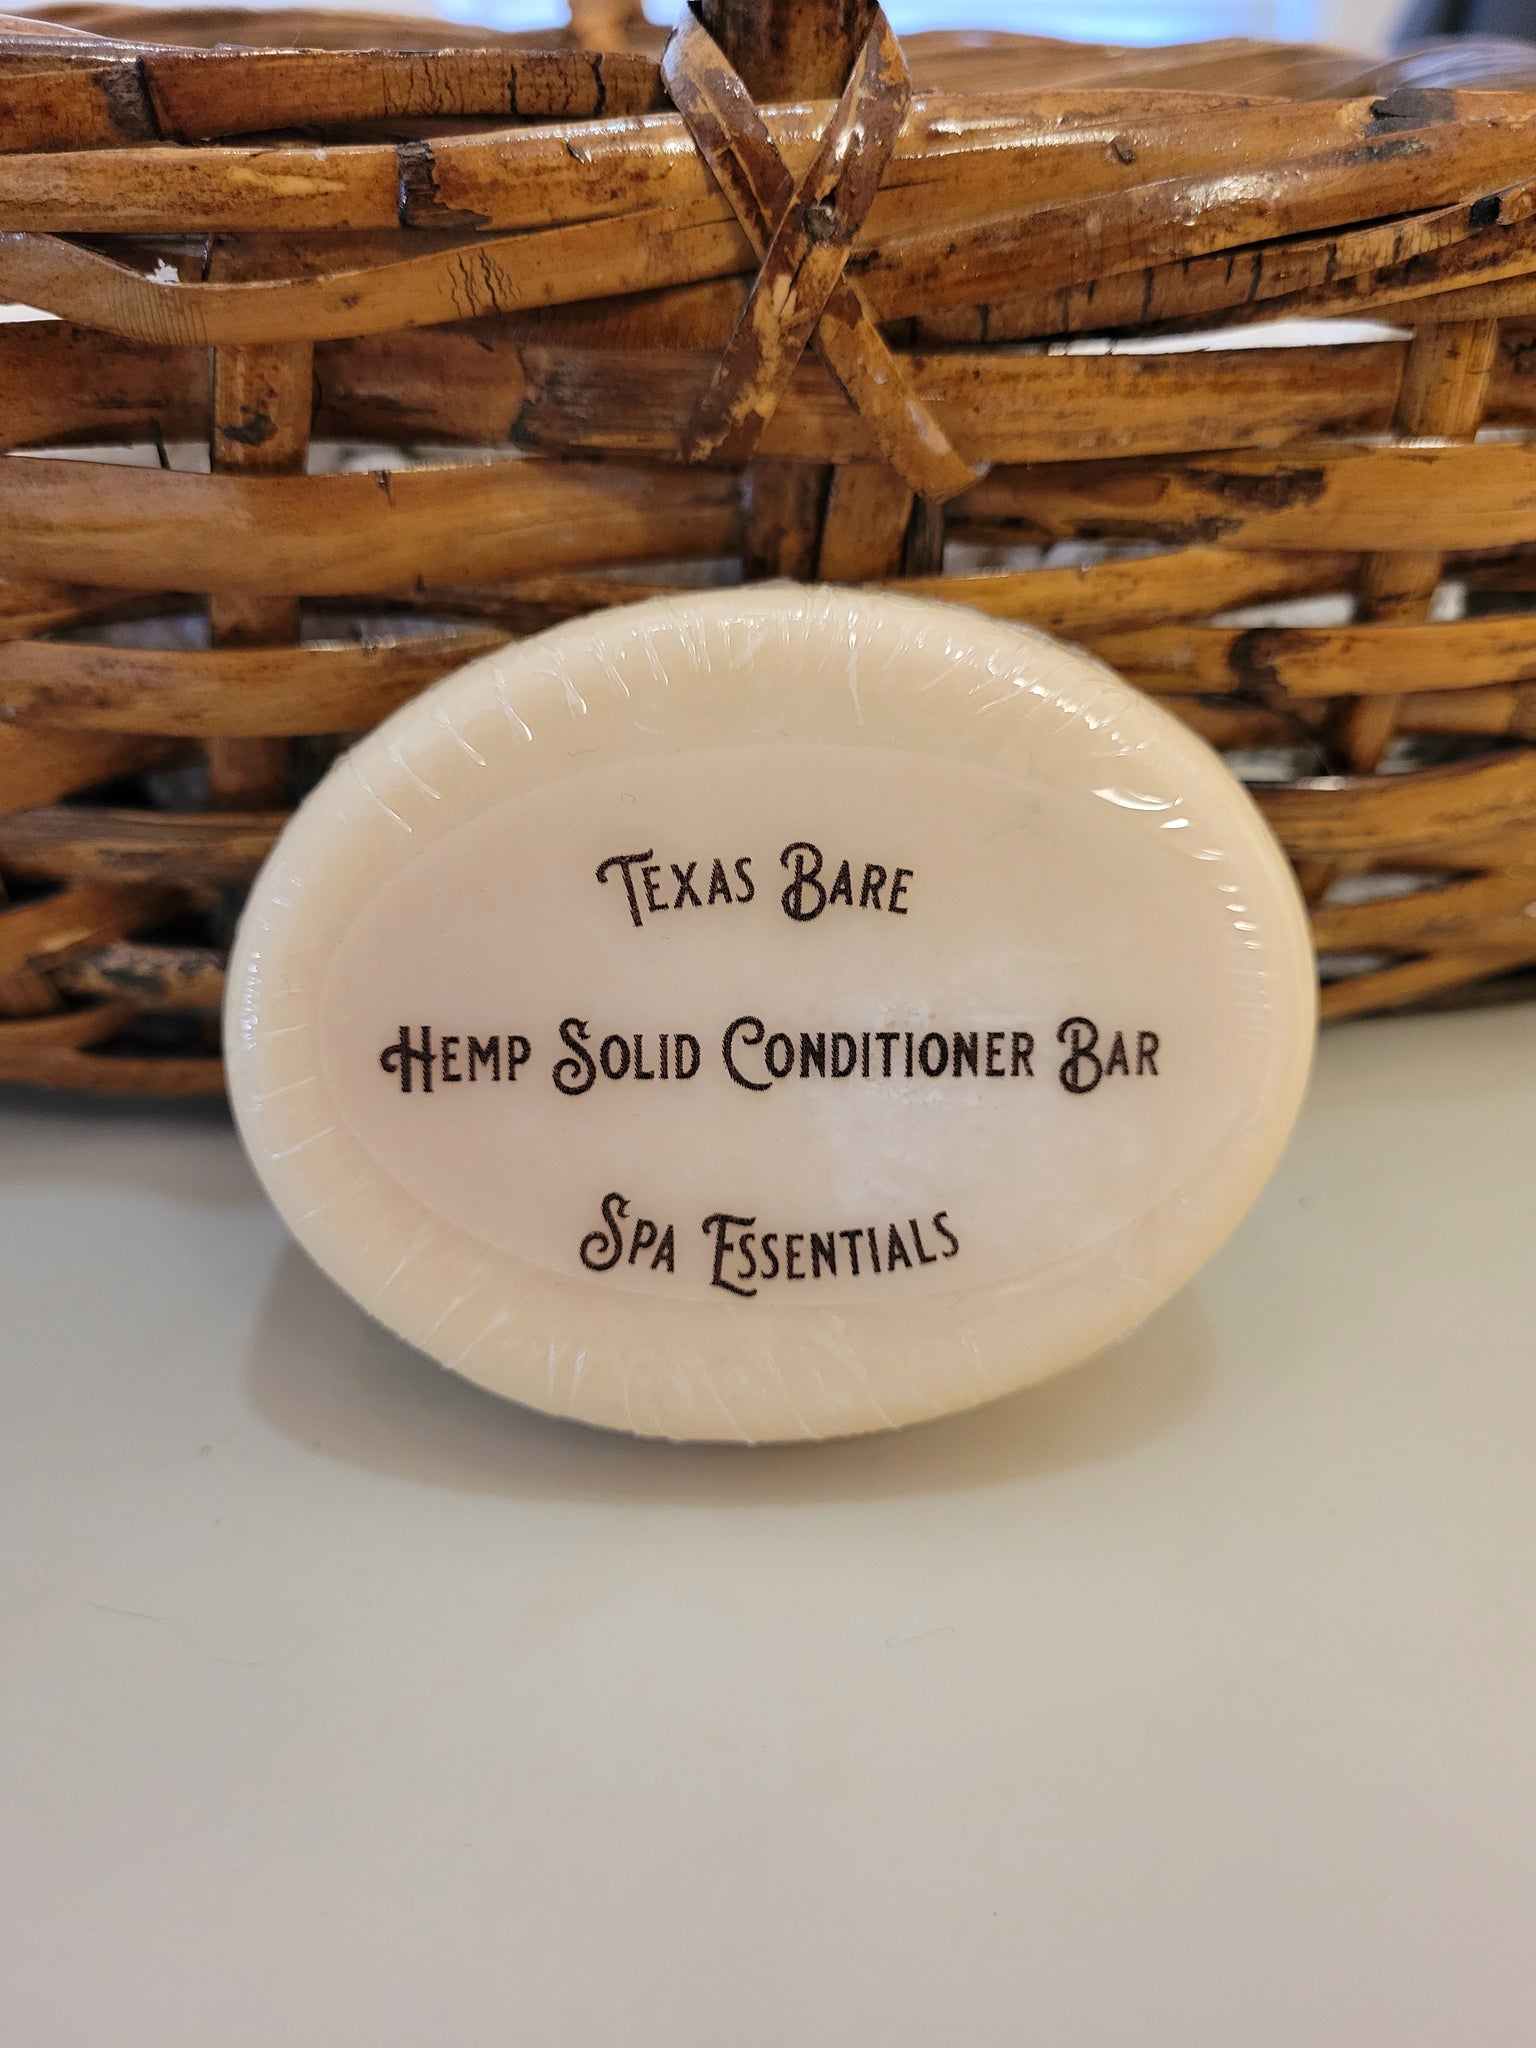 Texas Bare
Hemp Solid Conditioner Bar
Spa Essentials